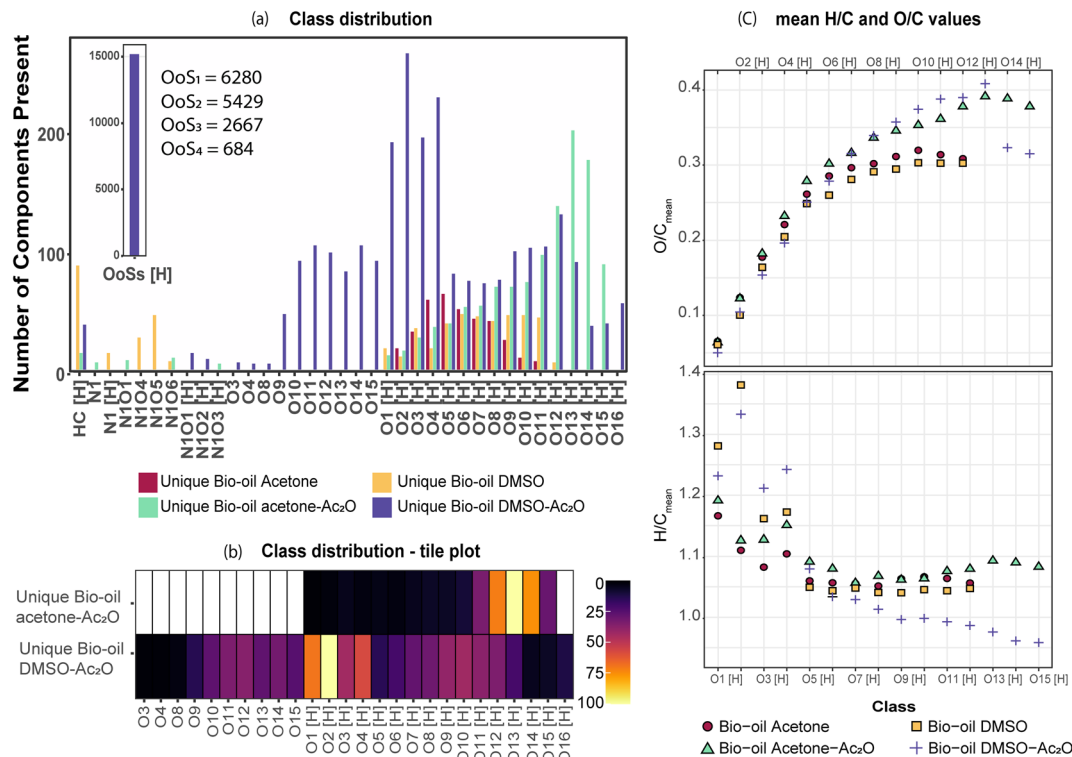 (a) Class distribution
Number of Components Present
200
100
0
15000
10000
5000
0
OoSs [H]
OoS₁ = 6280
OoS₂ = 5429
OoS₃ = 2667
OoS₄ = 684
HC [H]
N1
N1 [H]
N1O1
N1O4
N1O5
N1O6
N1O1 [H]
N1O2 [H]
N1O3 [H]
O3
O4
O8
O9
O10
O11
O12
O13
O14
O15
O1 [H]
O2 [H]
O3 [H]
O4 [H]
O5 [H]
O6 [H]
O7 [H]
O8 [H]
O9 [H]
O10 [H]
O11 [H]
O12 [H]
O13 [H]
O14 [H]
O15 [H]
O16 [H]
Unique Bio-oil Acetone
Unique Bio-oil DMSO
Unique Bio-oil acetone-Ac₂O
Unique Bio-oil DMSO-Ac₂O
(b) Class distribution - tile plot
Unique Bio-oil
acetone-Ac₂O
Unique Bio-oil
DMSO-Ac₂O
0
25
50
75
100
O3
O4
O8
O9
O10
O11
O12
O13
O14
O15
O1 [H]
O2 [H]
O3 [H]
O4 [H]
O5 [H]
O6 [H]
O7 [H]
O8 [H]
O9 [H]
O10 [H]
O11 [H]
O12 [H]
O13 [H]
O14 [H]
O15 [H]
O16 [H]
(C) mean H/C and O/C values
O2 [H] O4 [H] O6 [H] O8 [H] O10 [H] O12 [H] O14 [H]
O/Cmean
0.4
0.3
0.2
0.1
H/Cmean
1.4
1.3
1.2
1.1
1.0
O1 [H] O3 [H] O5 [H] O7 [H] O9 [H] O11 [H] O13 [H] O15 [H]
Class
Bio-oil Acetone
Bio-oil DMSO
Bio-oil Acetone-Ac₂O
Bio-oil DMSO-Ac₂O